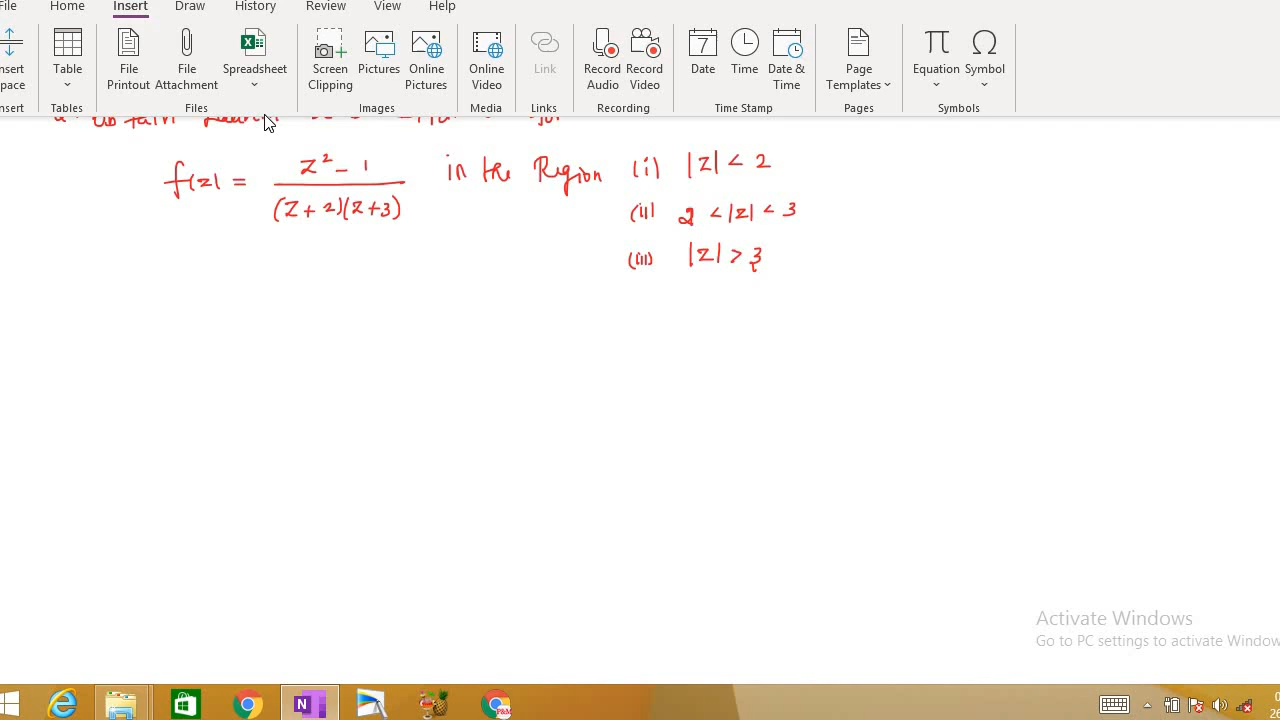 File Home Insert Draw History Review View Help
Table File Printout File Attachment Spreadsheet Screen Clipping Pictures Online Pictures Online Video Link Record Audio Record Video Date Time Date & Time Page Templates Equation Symbol
Tables Files Images Media Links Recording Time Stamp Pages Symbols
f(z) = z² - 1 / (z + 2)(z + 3) in the Region (i) |z| < 2
(ii) 2 < |z| < 3
(iii) |z| > 3
Activate Windows
Go to PC settings to activate Window